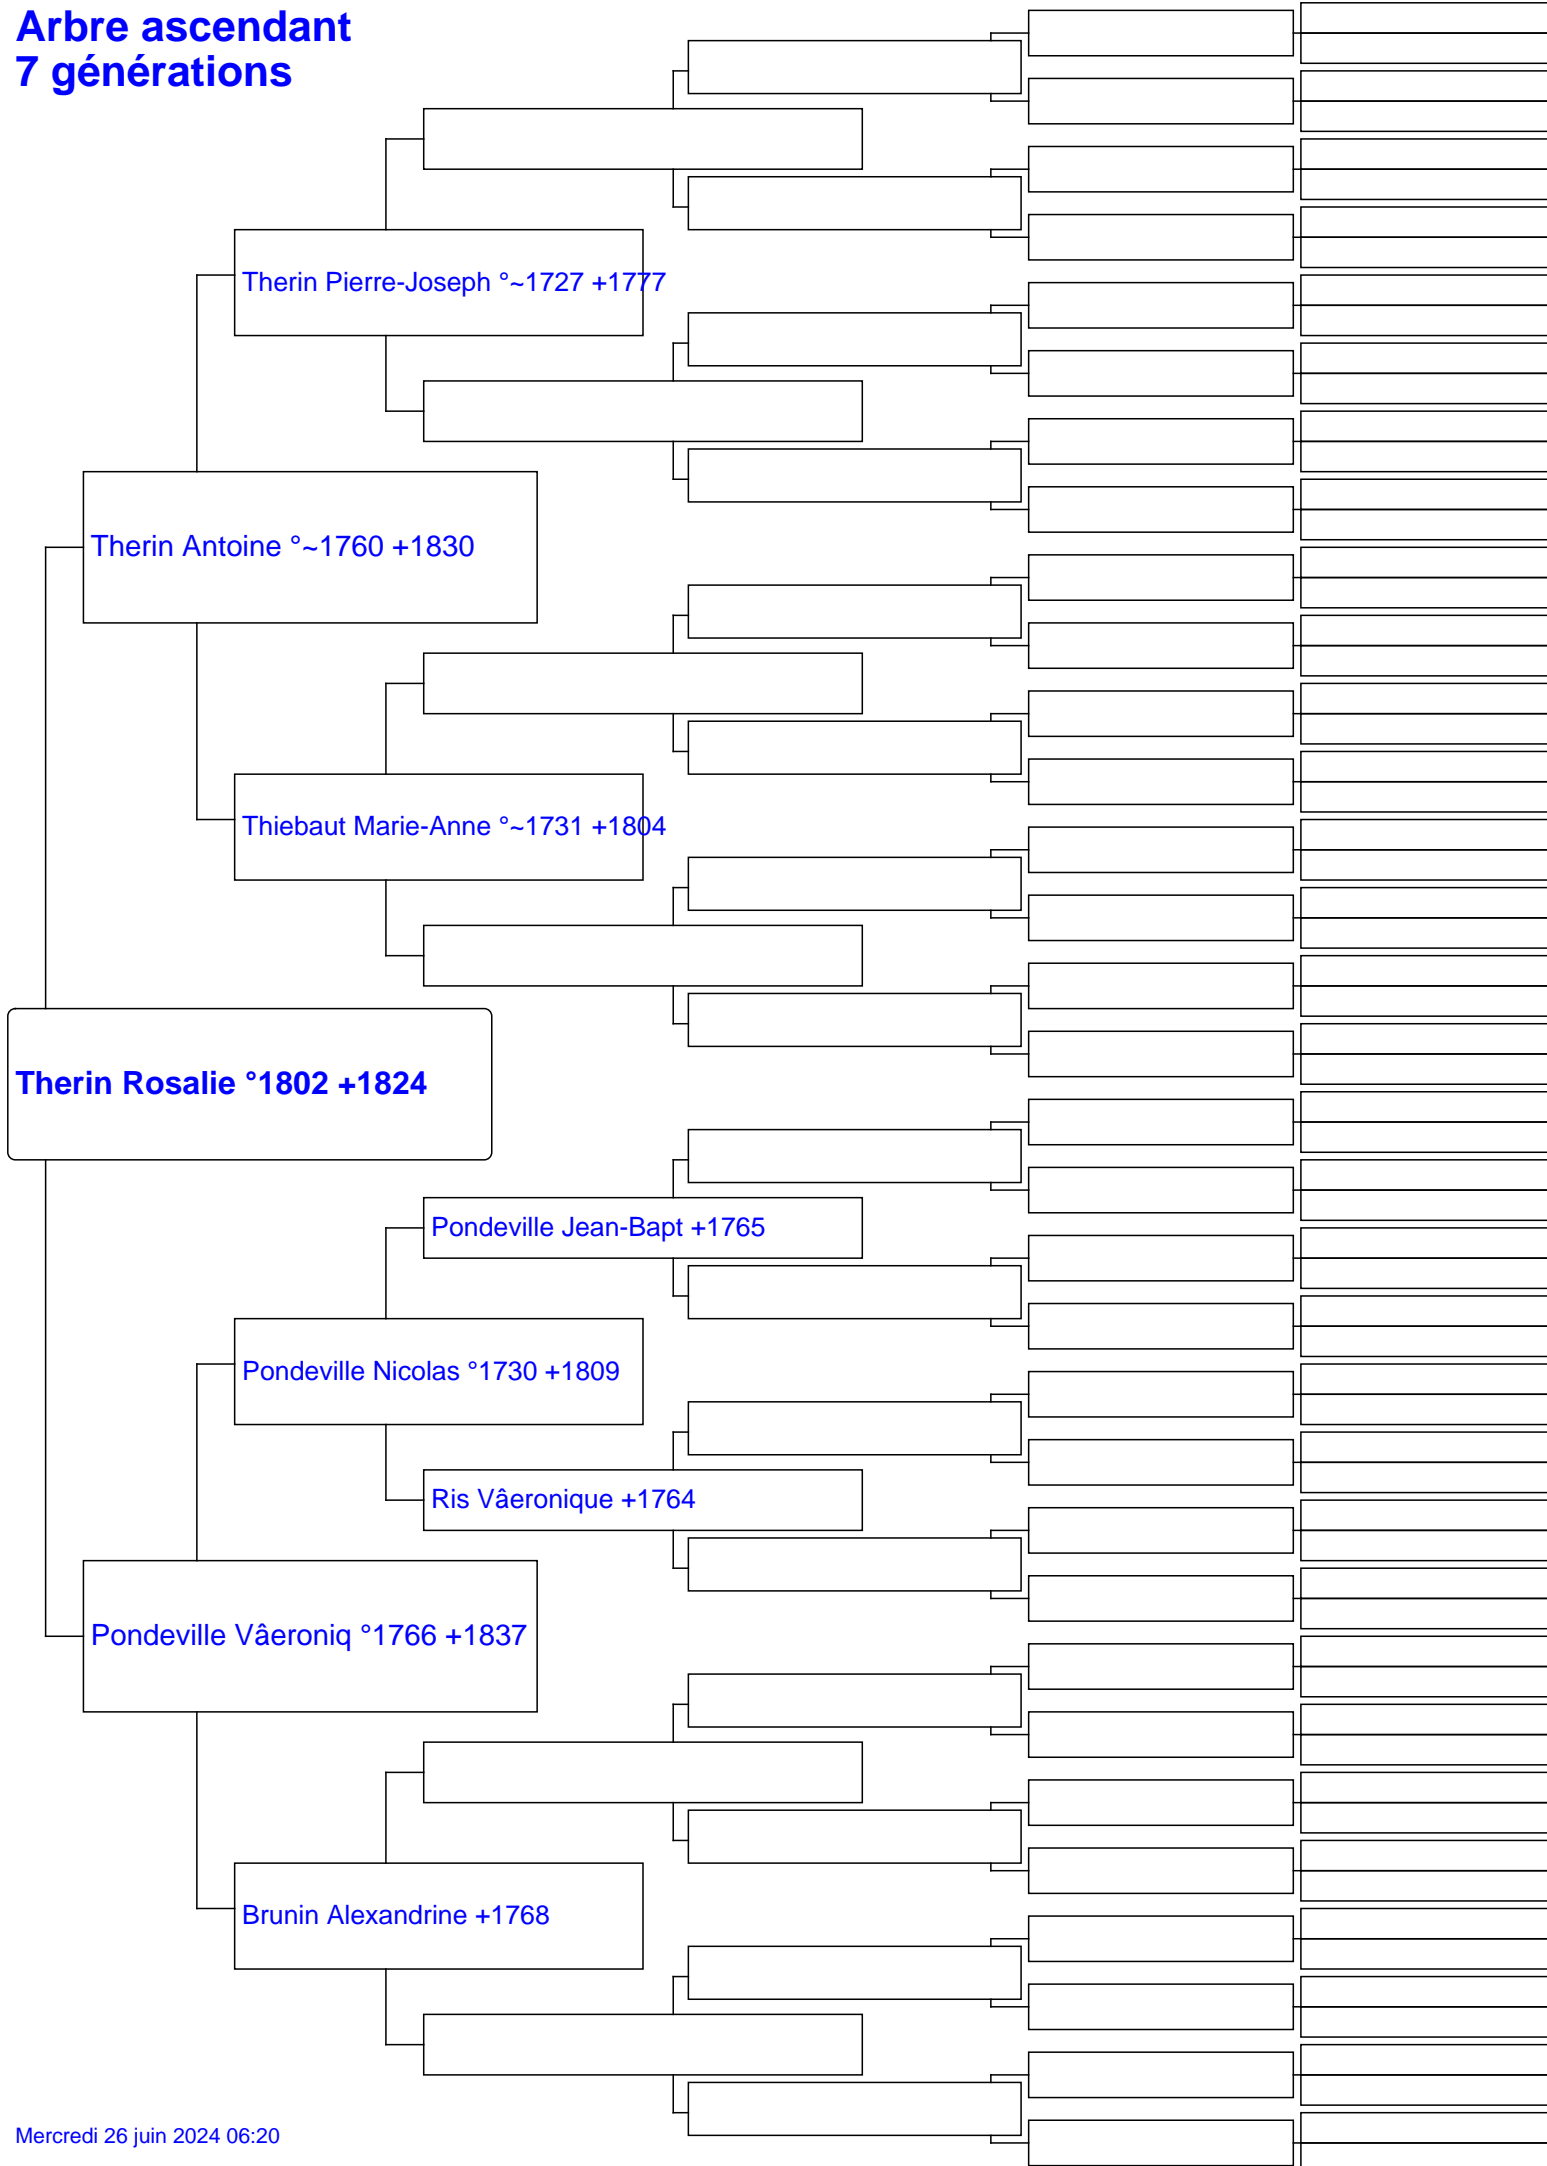 Arbre ascendant
7 générations
Therin Pierre-Joseph °~1727 +1777
Therin Antoine °~1760 +1830
Thiebaut Marie-Anne °~1731 +1804
Therin Rosalie °1802 +1824
Pondeville Jean-Bapt +1765
Pondeville Nicolas °1730 +1809
Ris Vâeronique +1764
Pondeville Vâeroniq °1766 +1837
Brunin Alexandrine +1768
Mercredi 26 juin 2024 06:20